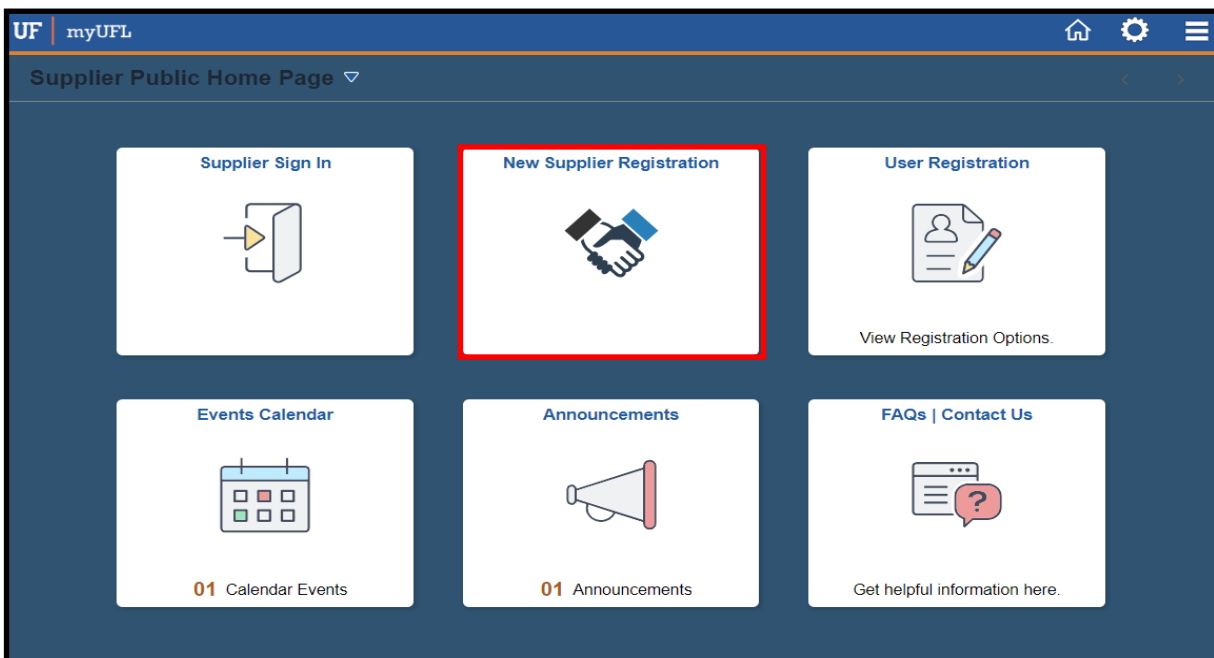 UF myUFL
Supplier Public Home Page
Supplier Sign In
New Supplier Registration
User Registration
View Registration Options.
Events Calendar
01 Calendar Events
Announcements
01 Announcements
FAQs | Contact Us
?
Get helpful information here.